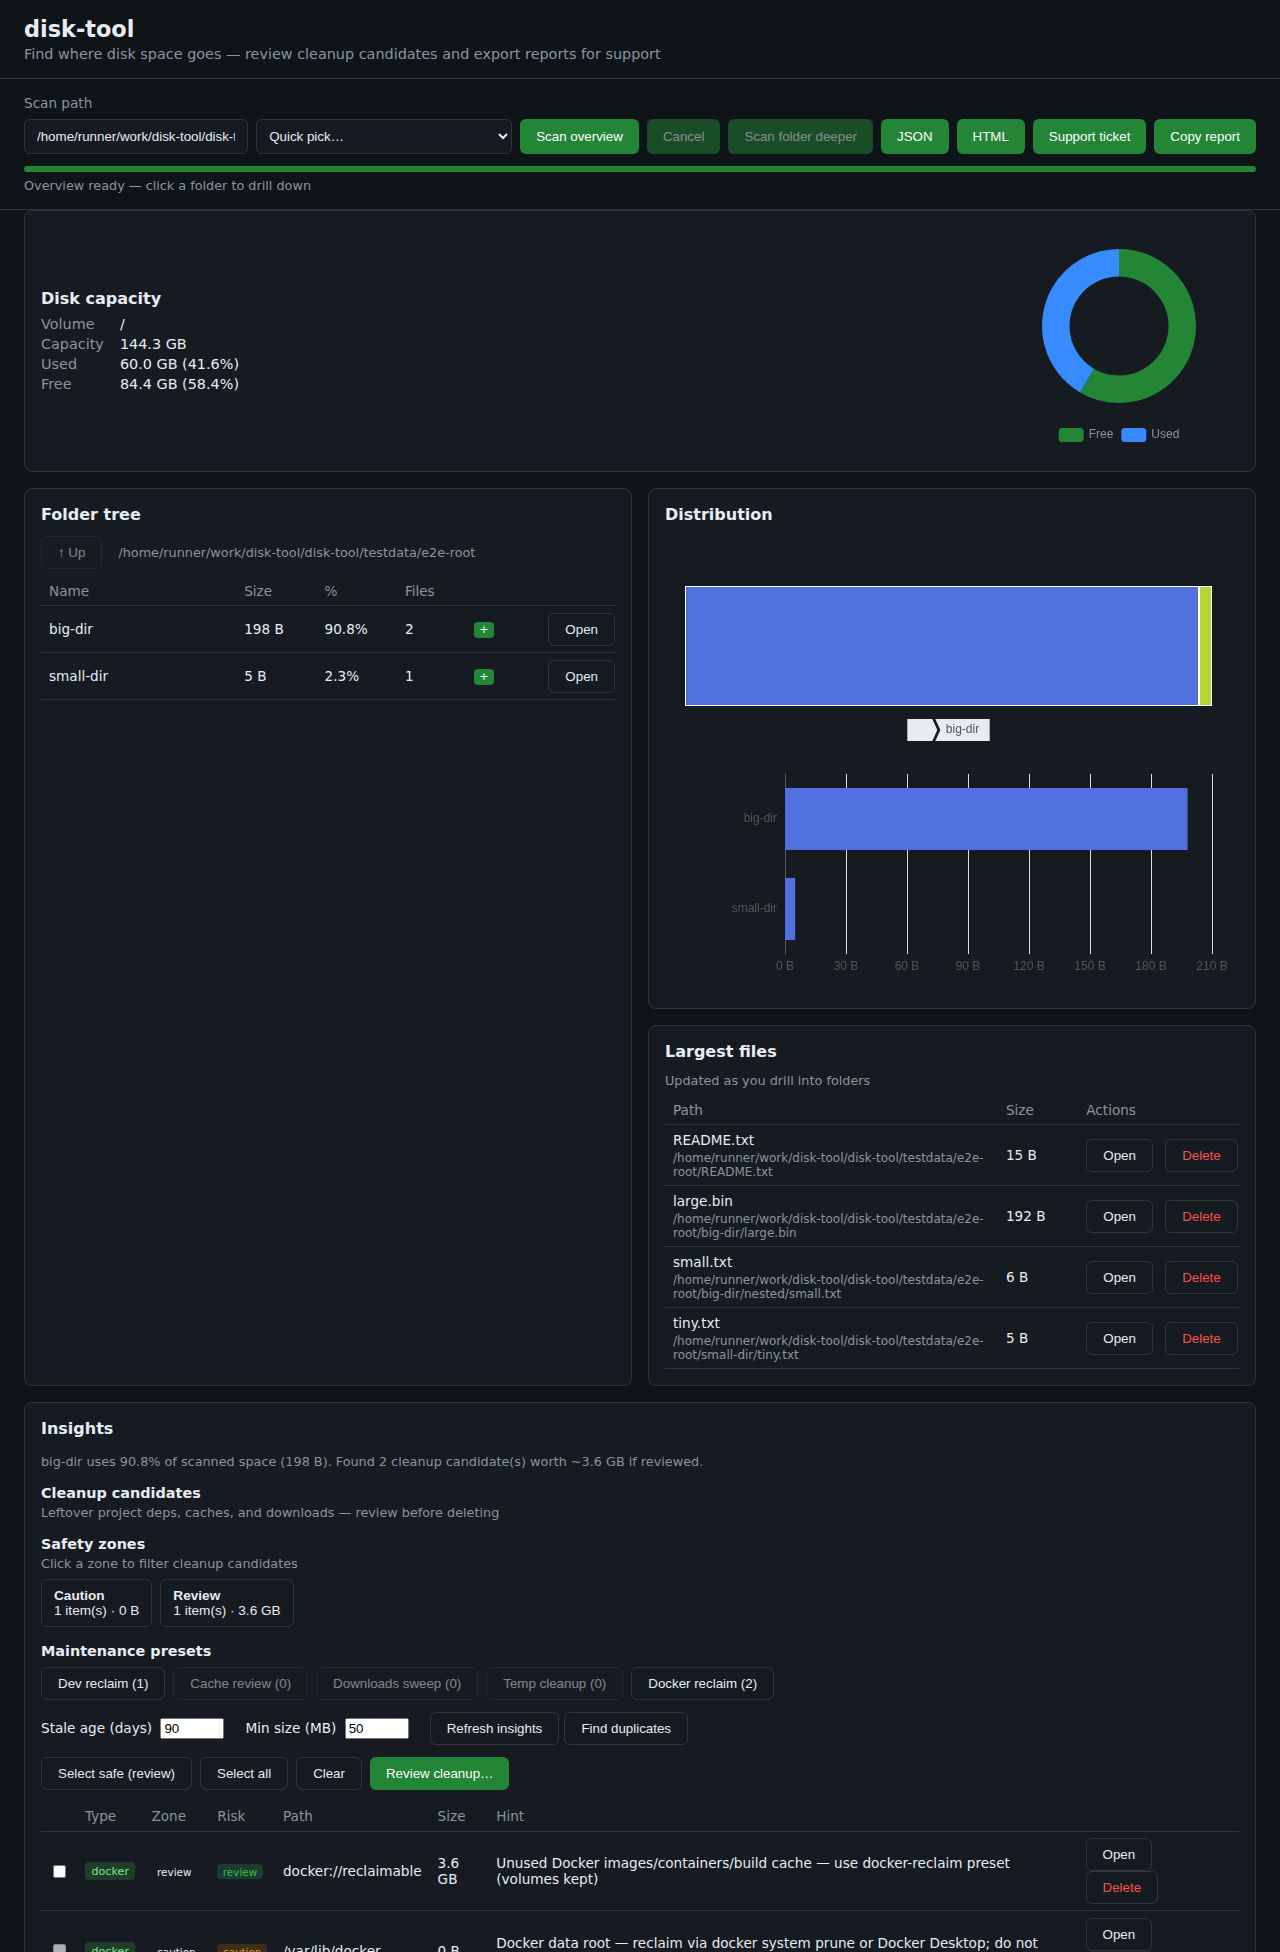 disk-tool
Find where disk space goes — review cleanup candidates and export reports for support
Scan path
/home/runner/work/disk-tool/disk-t
Quick pick…
Scan overview
Cancel
Scan folder deeper
JSON
HTML
Support ticket
Copy report
Overview ready — click a folder to drill down
Disk capacity
Volume /
Capacity 144.3 GB
Used 60.0 GB (41.6%)
Free 84.4 GB (58.4%)
Free Used
Folder tree
↑ Up /home/runner/work/disk-tool/disk-tool/testdata/e2e-root
Name Size % Files
big-dir 198 B 90.8% 2 + Open
small-dir 5 B 2.3% 1 + Open
Distribution
big-dir
big-dir
small-dir
0 B 30 B 60 B 90 B 120 B 150 B 180 B 210 B
Largest files
Updated as you drill into folders
Path Size Actions
README.txt
/home/runner/work/disk-tool/disk-tool/testdata/e2e-
root/README.txt
15 B Open Delete
large.bin
/home/runner/work/disk-tool/disk-tool/testdata/e2e-
root/big-dir/large.bin
192 B Open Delete
small.txt
/home/runner/work/disk-tool/disk-tool/testdata/e2e-
root/big-dir/nested/small.txt
6 B Open Delete
tiny.txt
/home/runner/work/disk-tool/disk-tool/testdata/e2e-
root/small-dir/tiny.txt
5 B Open Delete
Insights
big-dir uses 90.8% of scanned space (198 B). Found 2 cleanup candidate(s) worth ~3.6 GB if reviewed.
Cleanup candidates
Leftover project deps, caches, and downloads — review before deleting
Safety zones
Click a zone to filter cleanup candidates
Caution
1 item(s) · 0 B
Review
1 item(s) · 3.6 GB
Maintenance presets
Dev reclaim (1) Cache review (0) Downloads sweep (0) Temp cleanup (0) Docker reclaim (2)
Stale age (days) 90 Min size (MB) 50 Refresh insights Find duplicates
Select safe (review) Select all Clear Review cleanup…
Type Zone Risk Path Size Hint
docker review review docker://reclaimable 3.6 GB
Unused Docker images/containers/build cache — use docker-reclaim preset
(volumes kept)
Open
Delete
docker caution caution /var/lib/docker 0 B
Docker data root — reclaim via docker system prune or Docker Desktop; do not
Open